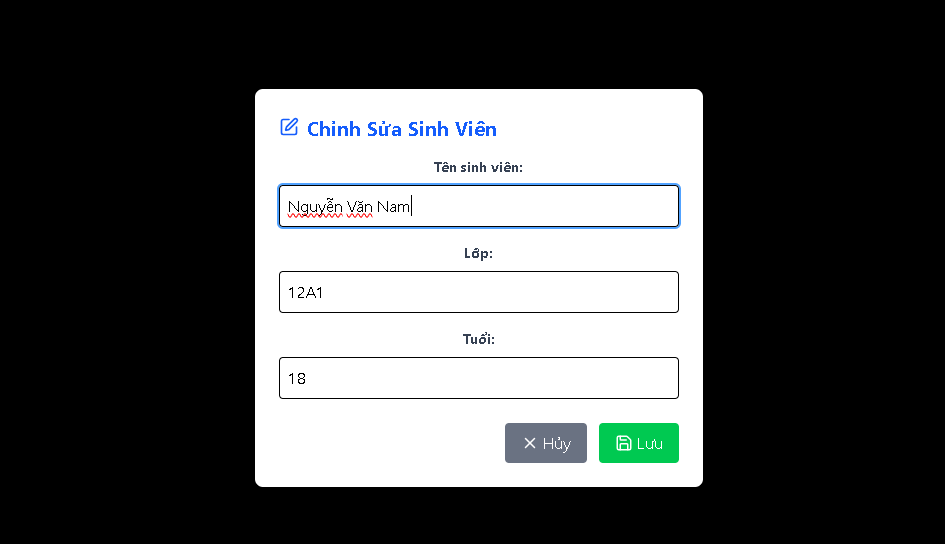 Chỉnh Sửa Sinh Viên
Tên sinh viên:
Nguyễn Văn Nam
Lớp:
12A1
Tuổi:
18
Hủy
Lưu